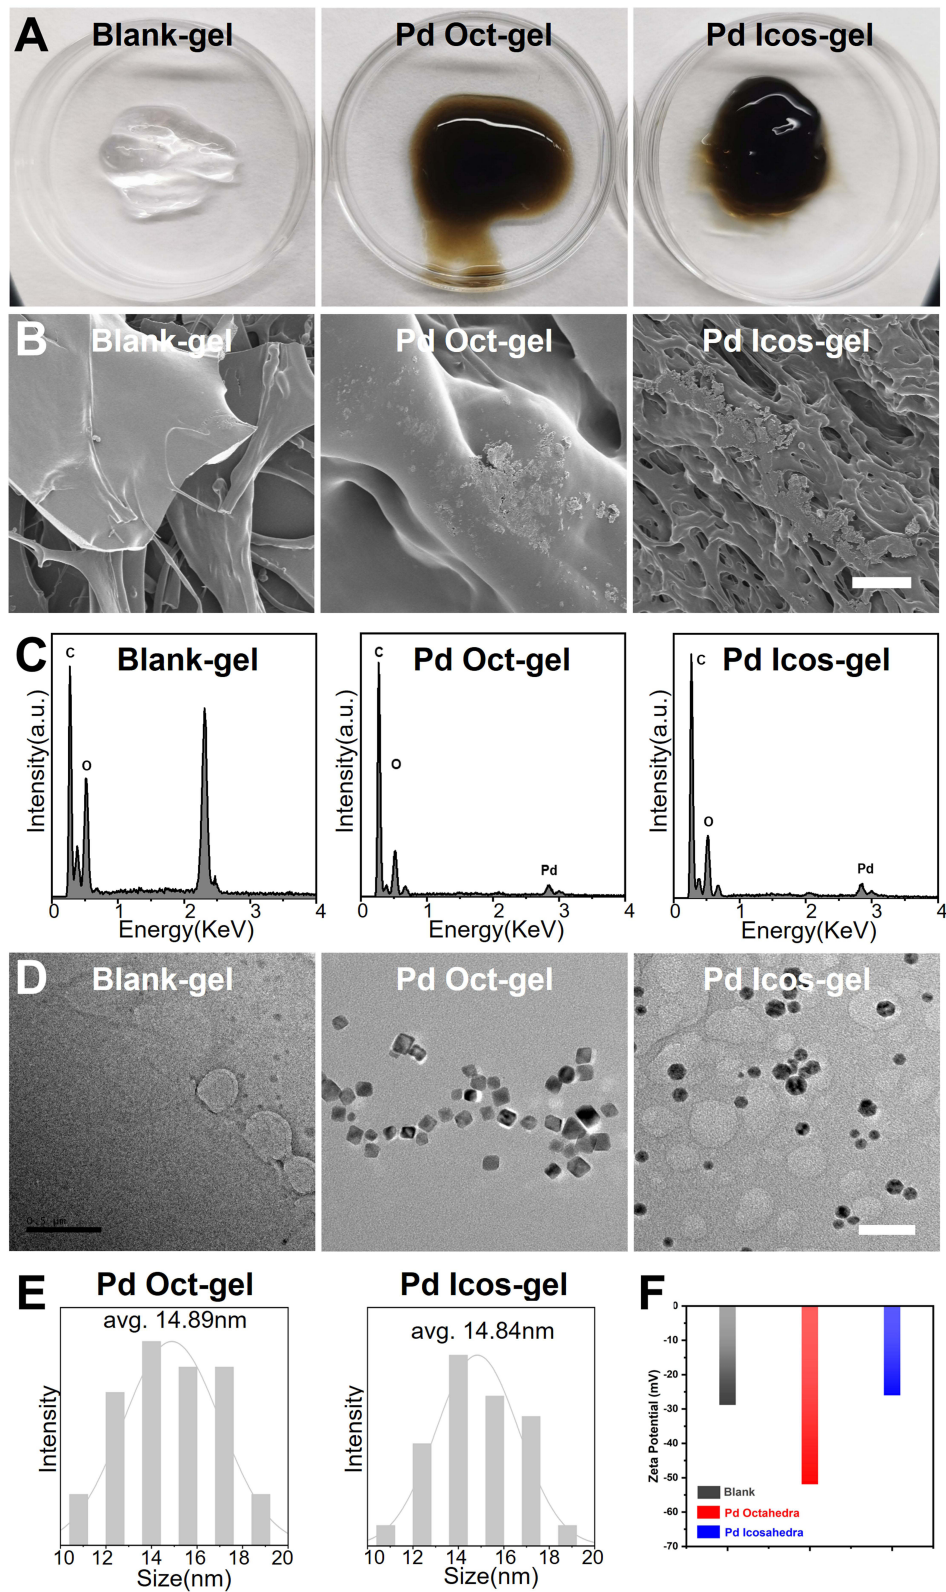 A
Blank-gel
Pd Oct-gel
Pd Icos-gel
B
Blank-gel
Pd Oct-gel
Pd Icos-gel
C
Blank-gel
C
O
Intensity(a.u.)
0 1 2 3 4
Energy(KeV)
Pd Oct-gel
C
O
Pd
Intensity(a.u.)
0 1 2 3 4
Energy(KeV)
Pd Icos-gel
C
O
Pd
Intensity(a.u.)
0 1 2 3 4
Energy(KeV)
D
Blank-gel
0.5 μm
Pd Oct-gel
Pd Icos-gel
E
Pd Oct-gel
avg. 14.89nm
Intensity
10 12 14 16 18 20
Size(nm)
Pd Icos-gel
avg. 14.84nm
Intensity
10 12 14 16 18 20
Size(nm)
F
0
-10
-20
-30
-40
-50
-60
-70
Zeta Potential (mV)
Blank
Pd Octahedra
Pd Icosahedra